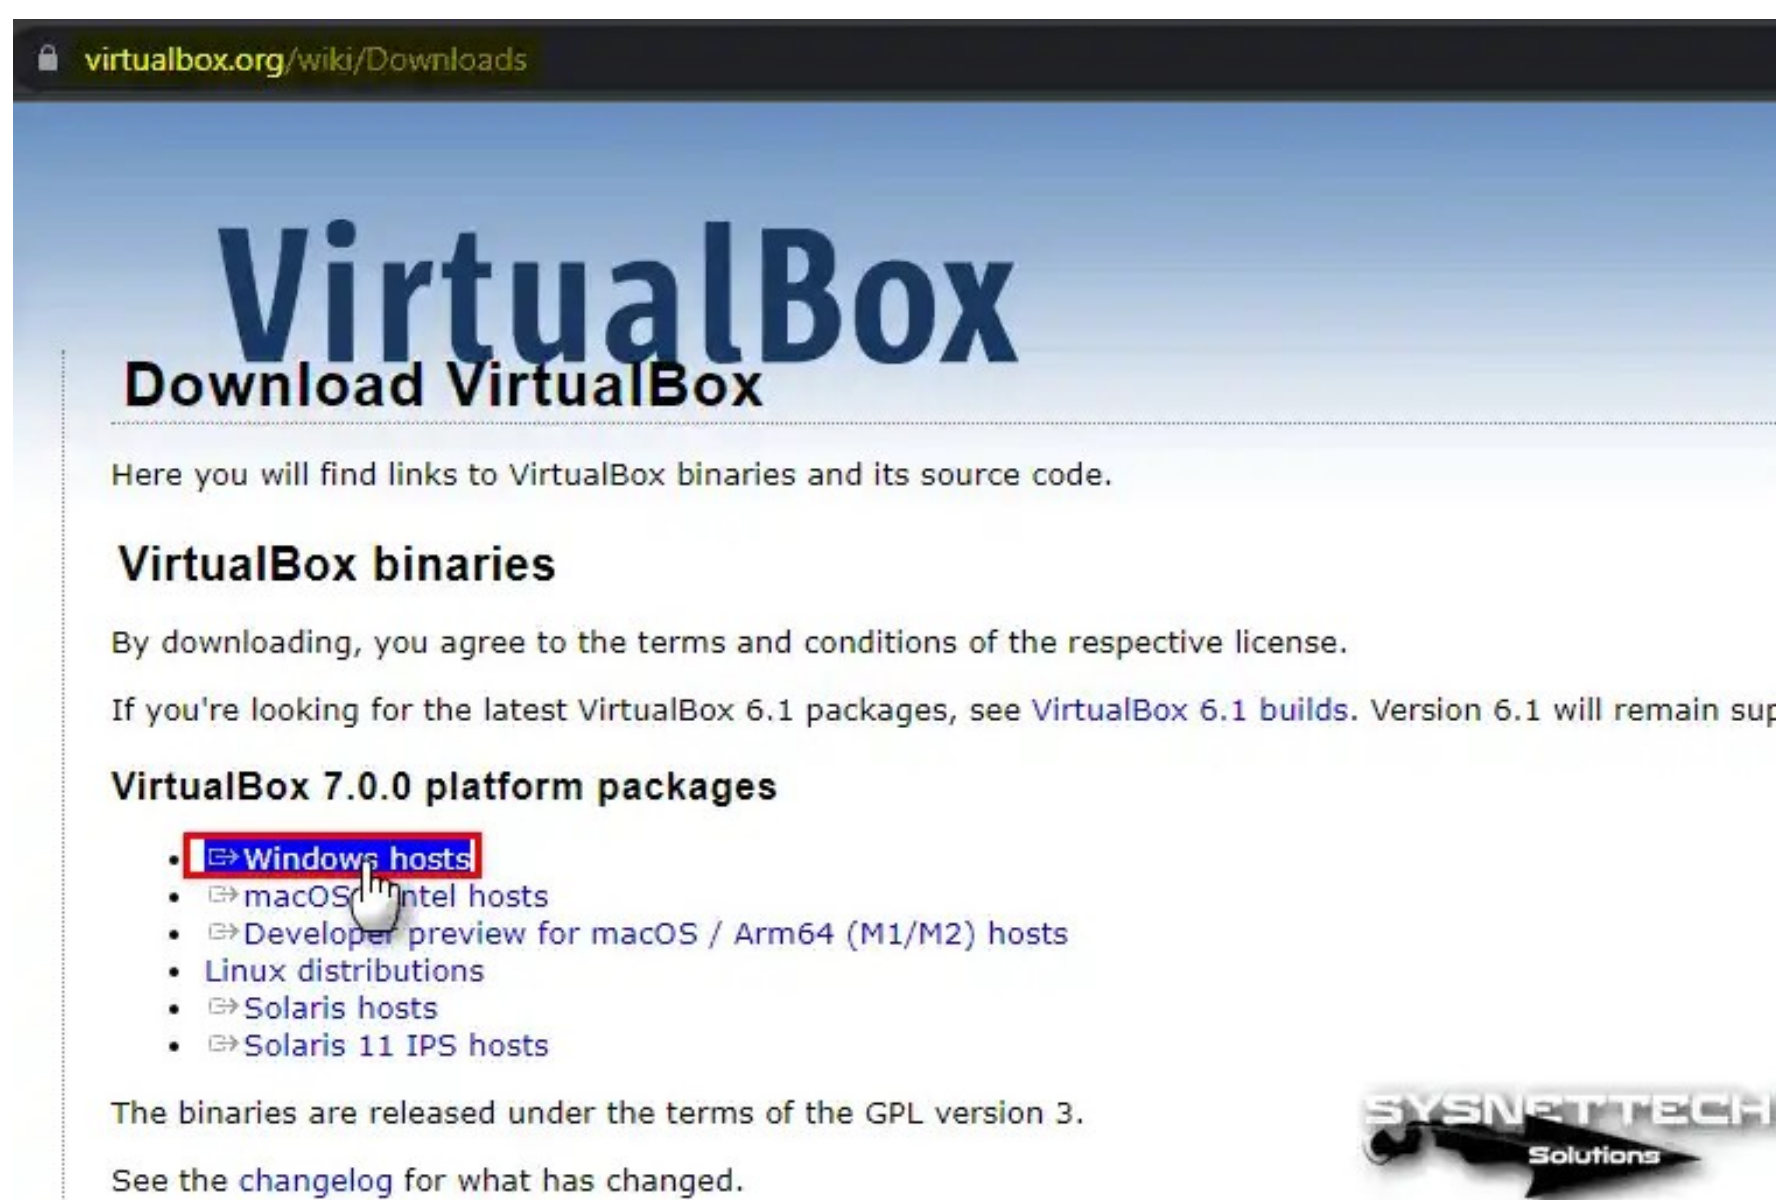 virtualbox.org/wiki/Downloads
VirtualBox
Download VirtualBox
Here you will find links to VirtualBox binaries and its source code.
VirtualBox binaries
By downloading, you agree to the terms and conditions of the respective license.
If you're looking for the latest VirtualBox 6.1 packages, see VirtualBox 6.1 builds. Version 6.1 will remain sup
VirtualBox 7.0.0 platform packages
Windows hosts
macOS ntel hosts
Developer preview for macOS / Arm64 (M1/M2) hosts
Linux distributions
Solaris hosts
Solaris 11 IPS hosts
The binaries are released under the terms of the GPL version 3.
See the changelog for what has changed.
SYSNETTECH
Solutions